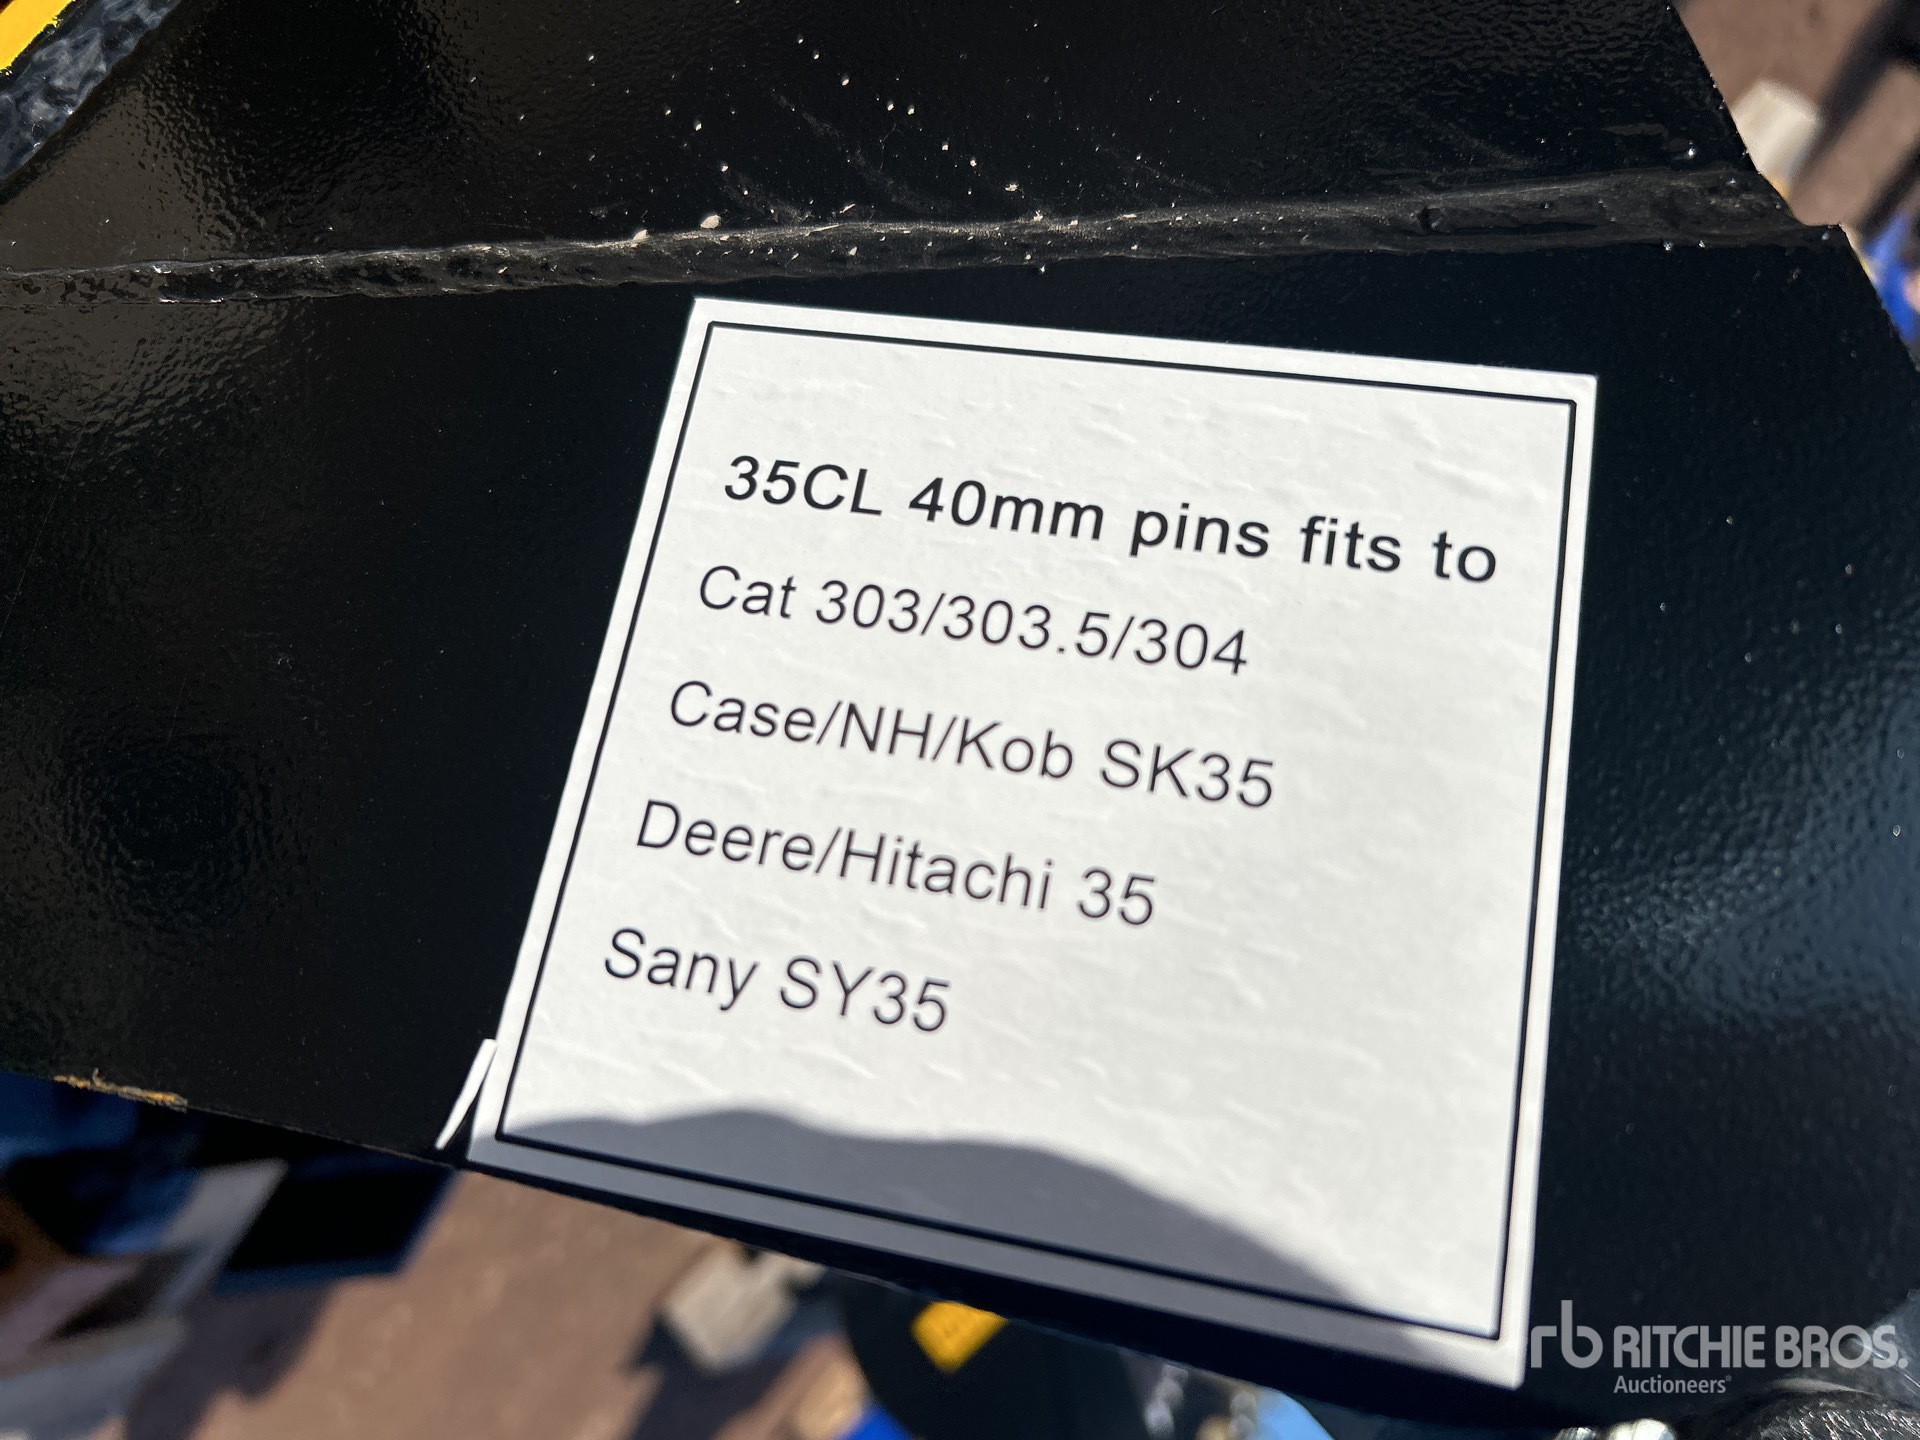 35CL 40mm pins fits to
Cat 303/303.5/304
Case/NH/Kob SK35
Deere/Hitachi 35
Sany SY35
rb RITCHIE BROS.
Auctioneers®